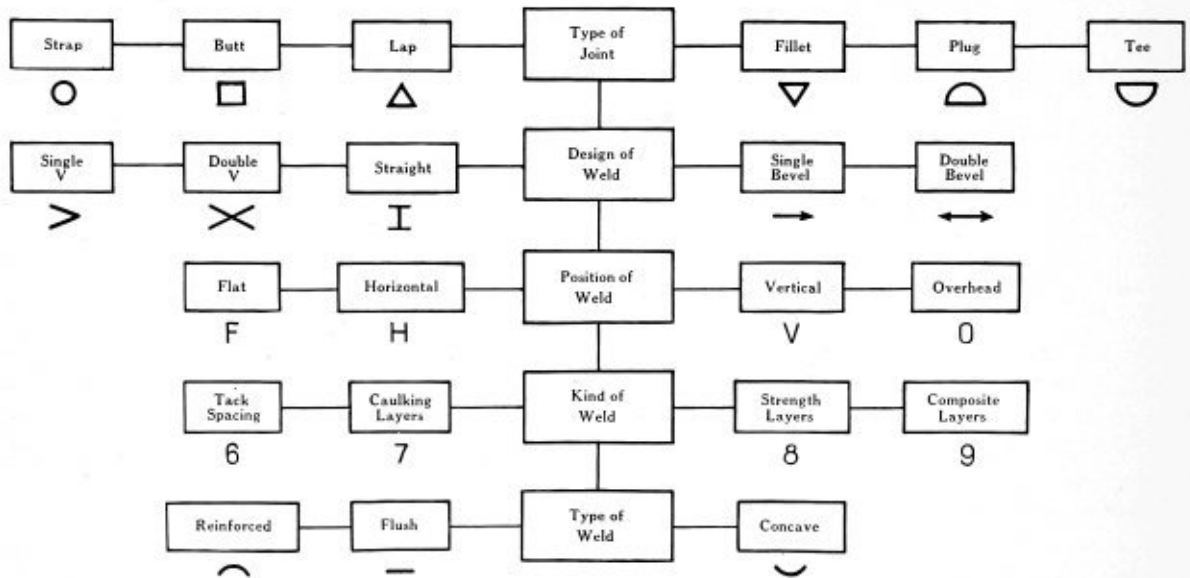 Strap
Butt
Lap
Type of
Joint
Fillet
Plug
Tee
Single
V
Double
V
Straight
Design of
Weld
Single
Bevel
Double
Bevel
Flat
Horizontal
Position of
Weld
Vertical
Overhead
F
H
V
O
Tack
Spacing
Caulking
Layers
Kind of
Weld
Strength
Layers
Composite
Layers
6
7
8
9
Reinforced
Flush
Type of
Weld
Concave